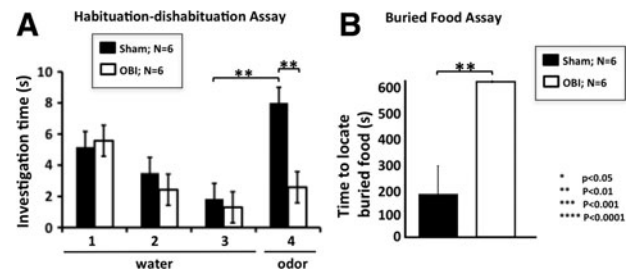 A
Habituation-dishabituation Assay
Sham; N=6
OBI; N=6
Investigation time (s)
10
8
6
4
2
0
**
**
1 2 3 4
water odor
B
Buried Food Assay
Sham; N=6
OBI; N=6
Time to locate
buried food (s)
600
500
400
300
200
100
0
**
* p<0.05
** P<0.01
*** P<0.001
**** P<0.0001